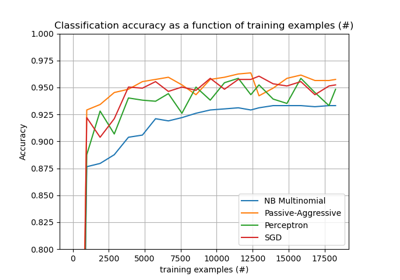 Classification accuracy as a function of training examples (#)
1.000
0.975
0.950
0.925
0.900
0.875
0.850
0.825
0.800
Accuracy
NB Multinomial
Passive-Aggressive
Perceptron
SGD
0 2500 5000 7500 10000 12500 15000 17500
training examples (#)